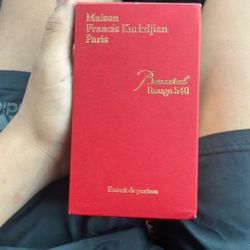 Maison
Francis Kurkdjian
Paris
Baccarat
Rouge 540
Extrait de parfum